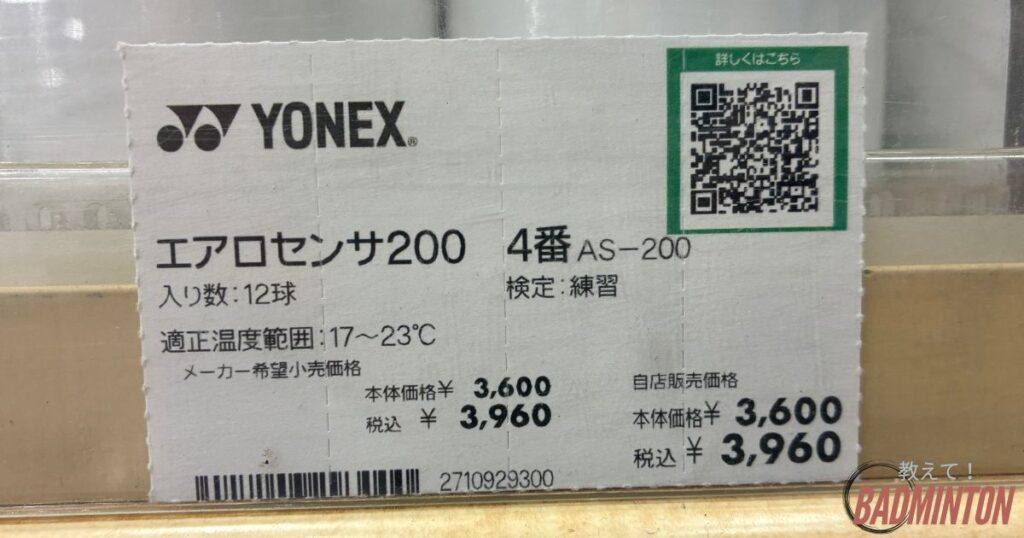 詳しくはこちら
YONEX®
エアロセンサ200 4番 AS-200
入り数:12球 検定:練習
適正温度範囲:17〜23℃
メーカー希望小売価格
本体価格¥ 3,600
税込 ¥ 3,960
自店販売価格
本体価格¥ 3,600
税込 ¥ 3,960
2710929300
教えて!
BADMINTON